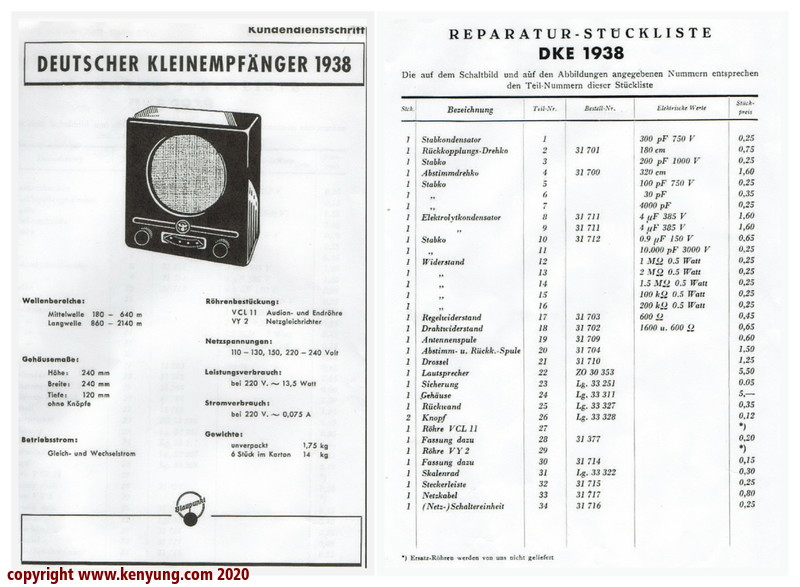 Kundendienstschrift
DEUTSCHER KLEINEMPFÄNGER 1938
Wellenbereiche:
Mittelwelle 180 – 640 m
Langwelle 860 – 2140 m
Gehäusemaße:
Höhe: 240 mm
Breite: 240 mm
Tiefe: 120 mm
ohne Knöpfe
Betriebsstrom:
Gleich- und Wechselstrom
Röhrenbestückung:
VCL 11 Audion- und Endröhre
VY 2 Netzgleichrichter
Netzspannungen:
110 – 130, 150, 220 – 240 Volt
Leistungsverbrauch:
bei 220 V. ~ 13,5 Watt
Stromverbrauch:
bei 220 V. ~ 0,075 A
Gewichte:
unverpackt 1,75 kg
6 Stück im Karton 14 kg
Blaupunkt
REPARATUR-STÜCKLISTE
DKE 1938
Die auf dem Schaltbild und auf den Abbildungen angegebenen Nummern entsprechen
den Teil-Nummern dieser Stückliste
Stck. Bezeichnung Teil-Nr. Bestell-Nr. Elektrische Werte Stück-
preis
1 Stabkondensator 1 300 pF 750 V 0,25
1 Rückkopplungs-Drehko 2 31 701 180 cm 0,75
1 Stabko 3 200 pF 1000 V 0,25
1 Abstimmdrehko 4 31 700 320 cm 1,60
1 Stabko 5 100 pF 750 V 0,25
1 „ 6 30 pF 0,35
1 „ 7 4000 pF 0,25
1 Elektrolytkondensator 8 31 711 4 µF 385 V 1,60
1 „ 9 31 711 4 µF 385 V 1,60
1 Stabko 10 31 712 0.9 µF 150 V 0,65
1 „ 11 10.000 pF 3000 V 0,25
1 Widerstand 12 1 MΩ 0.5 Watt 0,25
1 „ 13 2 MΩ 0.5 Watt 0,25
1 „ 14 1.5 MΩ 0.5 Watt 0,25
1 „ 15 100 kΩ 0.5 Watt 0,25
1 „ 16 200 kΩ 0.5 Watt 0,25
1 Regelwiderstand 17 31 703 600 Ω 0,45
1 Drahtwiderstand 18 31 702 1600 u. 600 Ω 0,65
1 Antennenspule 19 31 709 0,60
1 Abstimm- u. Rückk.-Spule 20 31 704 1,50
1 Drossel 21 31 710 1,25
1 Lautsprecher 22 ZO 30 353 5,50
1 Sicherung 23 Lg. 33 251 0.05
1 Gehäuse 24 Lg. 33 311 5,—
1 Rückwand 25 Lg. 33 327 0,35
2 Knopf 26 Lg. 33 328 0,12
1 Röhre VCL 11 27 *)
1 Fassung dazu 28 31 377 0,20
1 Röhre VY 2 29 *)
1 Fassung dazu 30 31 714 0,15
1 Skalenrad 31 Lg. 33 322 0,30
1 Steckerleiste 32 31 715 0,25
1 Netzkabel 33 31 717 0,80
1 (Netz-)Schaltereinheit 34 31 716 0,25
*) Ersatz-Röhren werden von uns nicht geliefert
copyright www.kenyung.com 2020